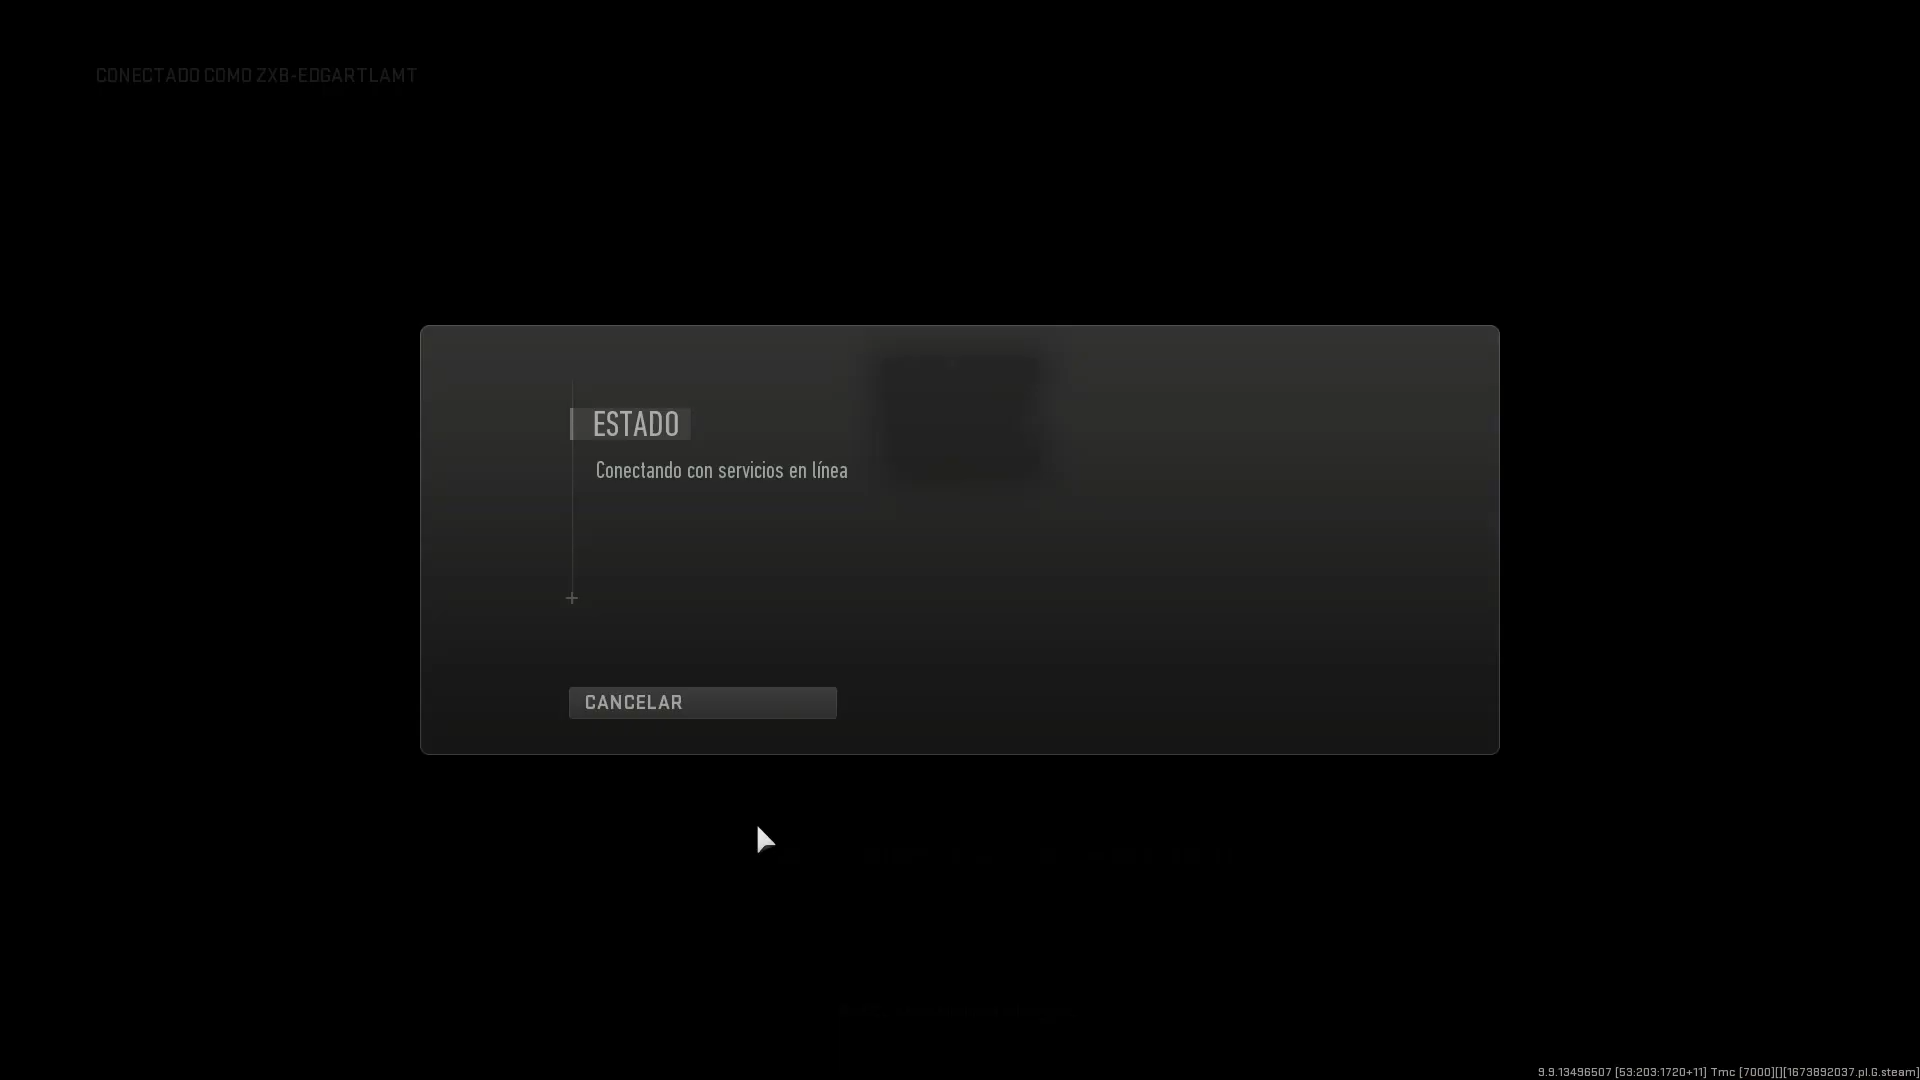 CONECTADO COMO ZXB-EDGARTLAMT
ESTADO
Conectando con servicios en línea
CANCELAR
9.9.13496507 [53:203:1720+11] Tmc [7000][][1673892037.pl.G.steam]